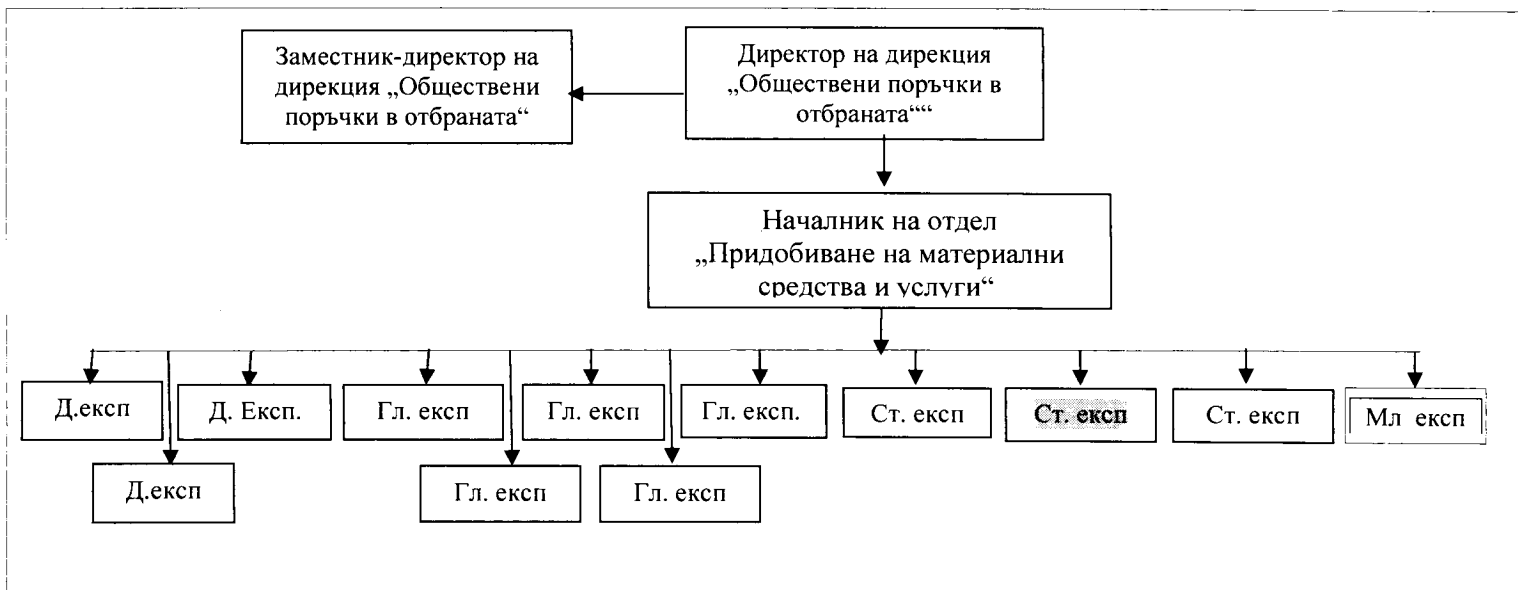 Заместник-директор на
дирекция „Обществени
поръчки в отбраната“
Директор на дирекция
„Обществени поръчки в
отбраната““
Началник на отдел
„Придобиване на материални
средства и услуги“
Д.експ
Д. Експ.
Гл. експ
Гл. експ
Гл. експ.
Ст. експ
Ст. експ
Ст. експ
Мл експ
Д.експ
Гл. експ
Гл. експ